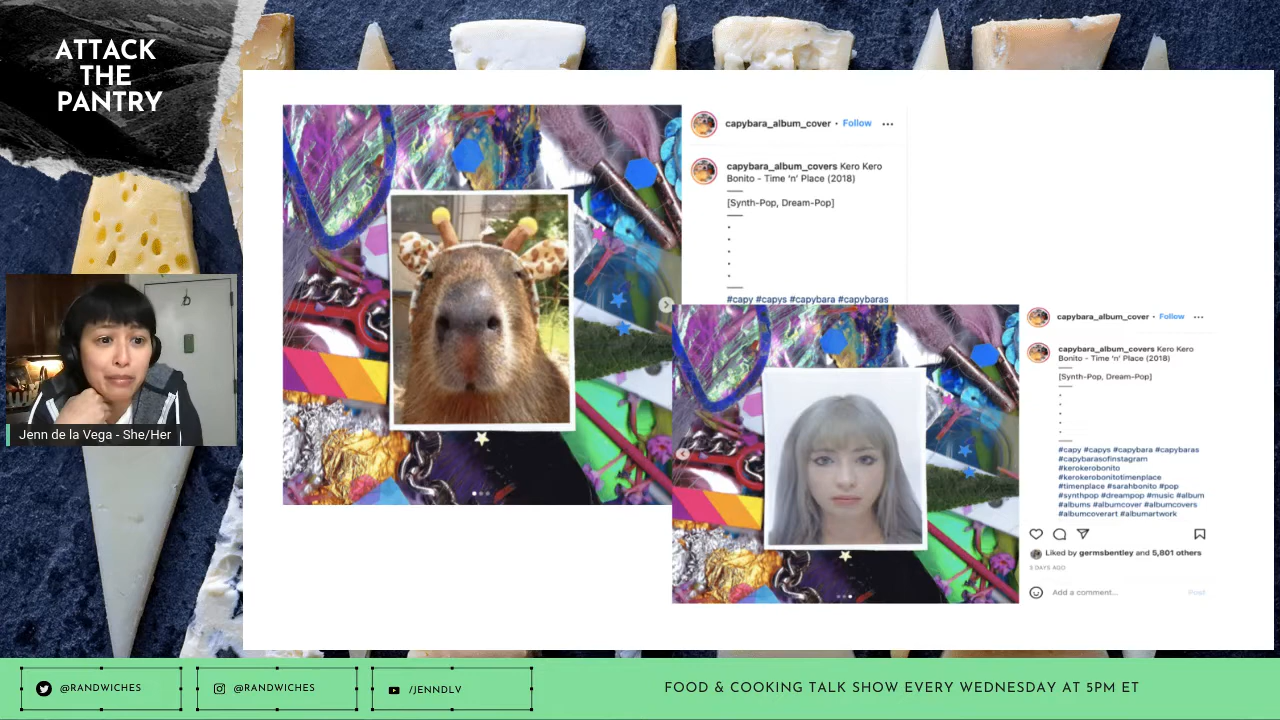 ATTACK
THE
PANTRY
capybara_album_cover • Follow •••
capybara_album_covers Kero Kero
Bonito - Time 'n' Place (2018)
[Synth-Pop, Dream-Pop]
#capy #capys #capybara #capybaras
capybara_album_cover • Follow •••
capybara_album_covers Kero Kero
Bonito - Time 'n' Place (2018)
[Synth-Pop, Dream-Pop]
#capy #capys #capybara #capybaras
#capybarasofinstagram
#kerokerobonito
#kerokerobonitotimenplace
#timenplace #sarahbonito #pop
#synthpop #dreampop #music #album
#albums #albumcover #albumcovers
#albumcoverart #albumartwork
Liked by germsbentley and 5,801 others
3 DAYS AGO
Add a comment... Post
Jenn de la Vega - She/Her
@RANDWICHES
@RANDWICHES
/JENNDLV
FOOD & COOKING TALK SHOW EVERY WEDNESDAY AT 5PM ET